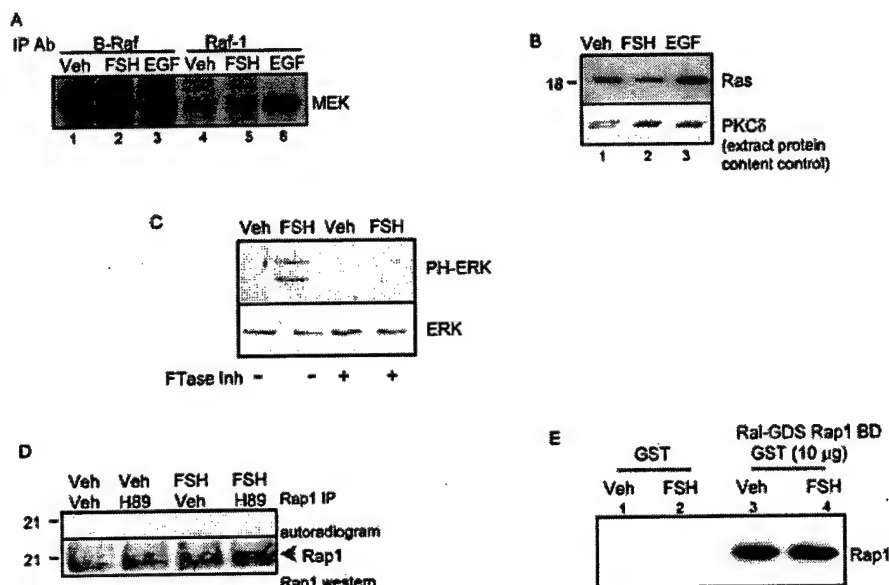 A
IP Ab B-Raf Raf-1
Veh FSH EGF Veh FSH EGF
MEK
1 2 3 4 5 6
B
Veh FSH EGF
18 Ras
PKCδ
1 2 3 (extract protein
content control)
C
Veh FSH Veh FSH
PH-ERK
ERK
FTase Inh - - + +
D
Veh Veh FSH FSH
Veh H89 Veh H89 Rap1 IP
21 autoradiogram
21 Rap1
Rap1 western
E
Ral-GDS Rap1 BD
GST GST (10 µg)
Veh FSH Veh FSH
1 2 3 4
Rap1